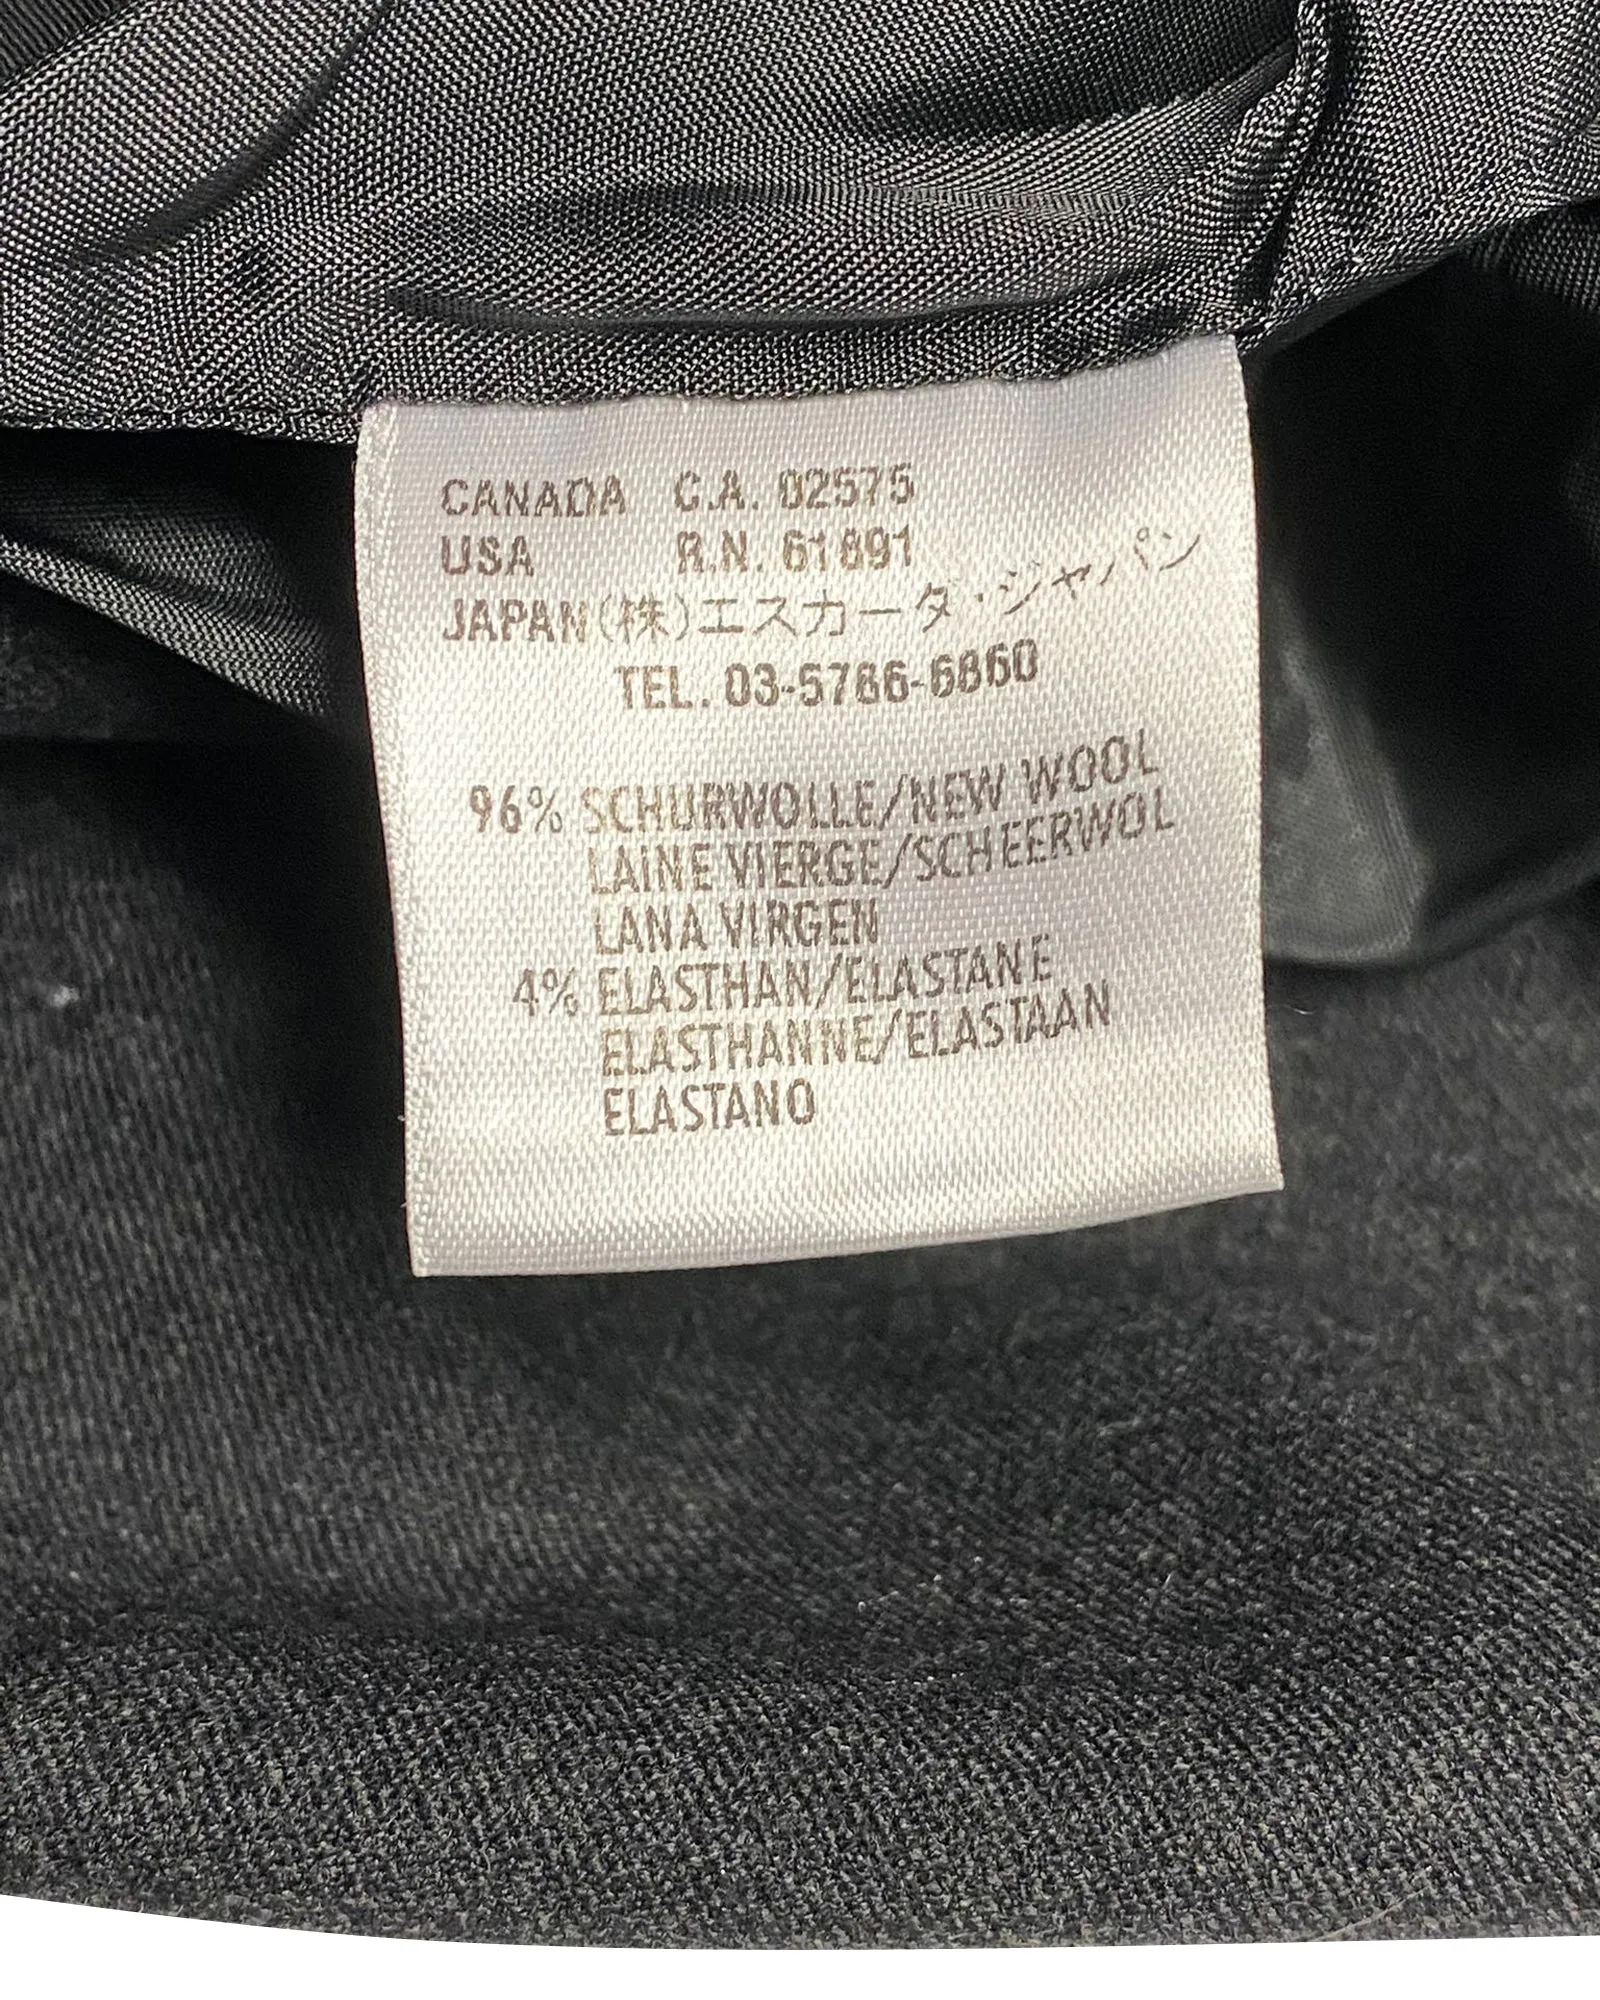 CANADA C.A. 02575
USA R.N. 61891
JAPAN(株)エスカーダ・ジャパン
TEL. 03-5786-6860
96% SCHURWOLLE/NEW WOOL
LAINE VIERGE/SCHEERWOL
LANA VIRGEN
4% ELASTHAN/ELASTANE
ELASTHANNE/ELASTAAN
ELASTANO